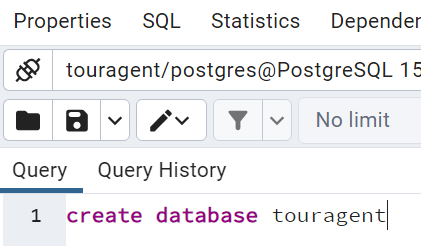 Properties SQL Statistics Depender
touragent/postgres@PostgreSQL 15
No limit
Query Query History
1 create database touragent